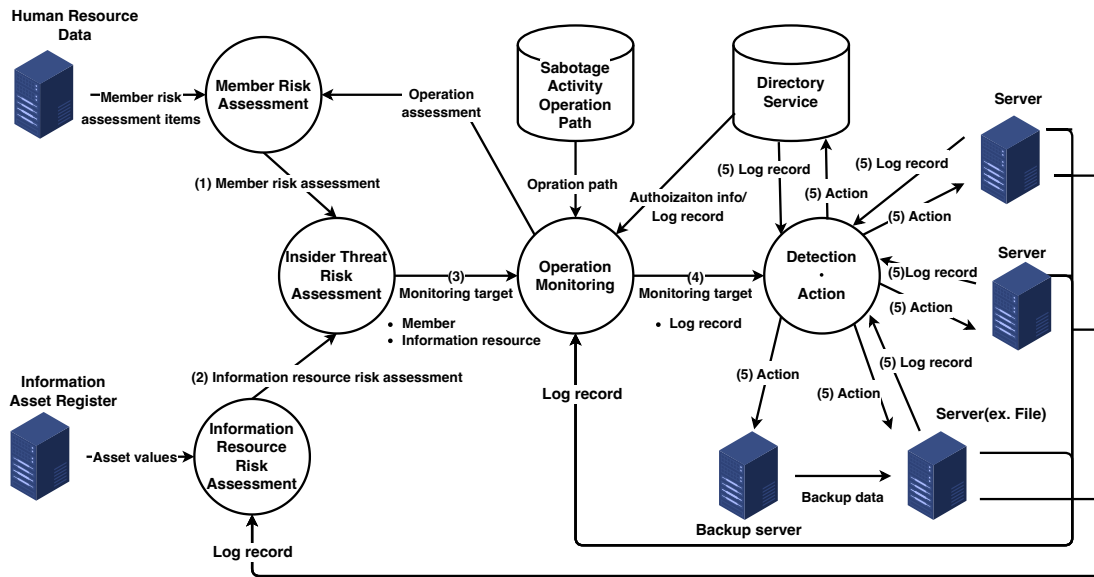 Human Resource
Data
Member risk
assessment items
Member Risk
Assessment
Operation
assessment
Sabotage
Activity
Operation
Path
Directory
Service
Server
(1) Member risk assessment
Opration path
Authoizaiton info/
Log record
(5) Log record
(5) Action
(5) Log record
(5) Action
Insider Threat
Risk
Assessment
(3)
Monitoring target
• Member
• Information resource
Operation
Monitoring
(4)
Monitoring target
• Log record
Detection
・
Action
Server
(5)Log record
(5) Action
(2) Information resource risk assessment
Information
Asset Register
Asset values
Information
Resource
Risk
Assessment
Log record
Log record
(5) Action
(5) Action
(5) Log record
Server(ex. File)
Backup data
Backup server